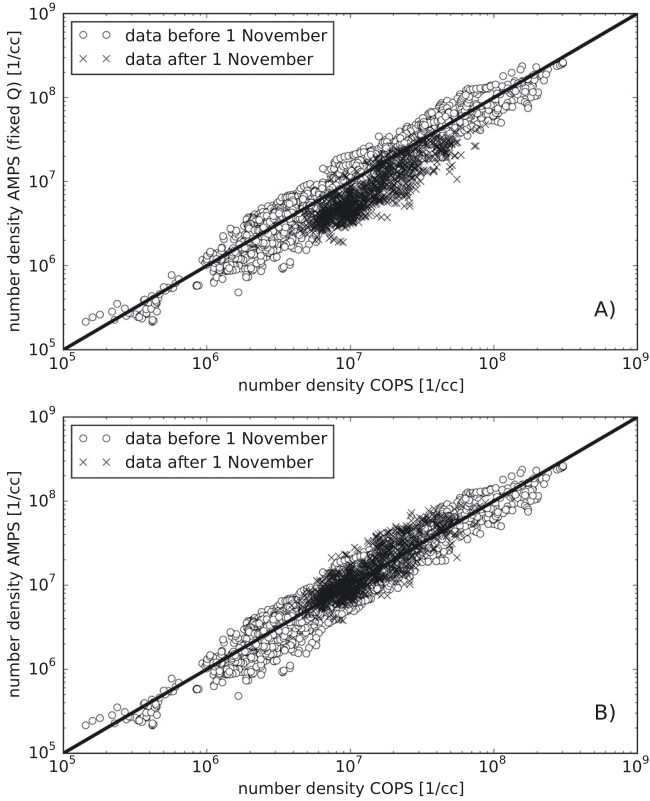 10^9
data before 1 November
data after 1 November
10^8
10^7
10^6
10^5
number density AMPS (fixed Q) [1/cc]
A)
10^5 10^6 10^7 10^8 10^9
number density COPS [1/cc]
10^9
data before 1 November
data after 1 November
10^8
10^7
10^6
10^5
number density AMPS [1/cc]
B)
10^5 10^6 10^7 10^8 10^9
number density COPS [1/cc]